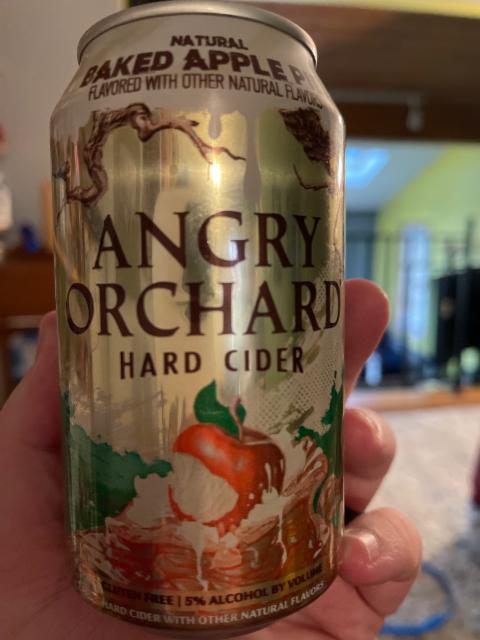 NATURAL
BAKED APPLE
FLAVORED WITH OTHER NATURAL FLAVORS
ANGRY
ORCHARD
HARD CIDER
GLUTEN FREE | 5% ALCOHOL BY VOLUME
HARD CIDER WITH OTHER NATURAL FLAVORS